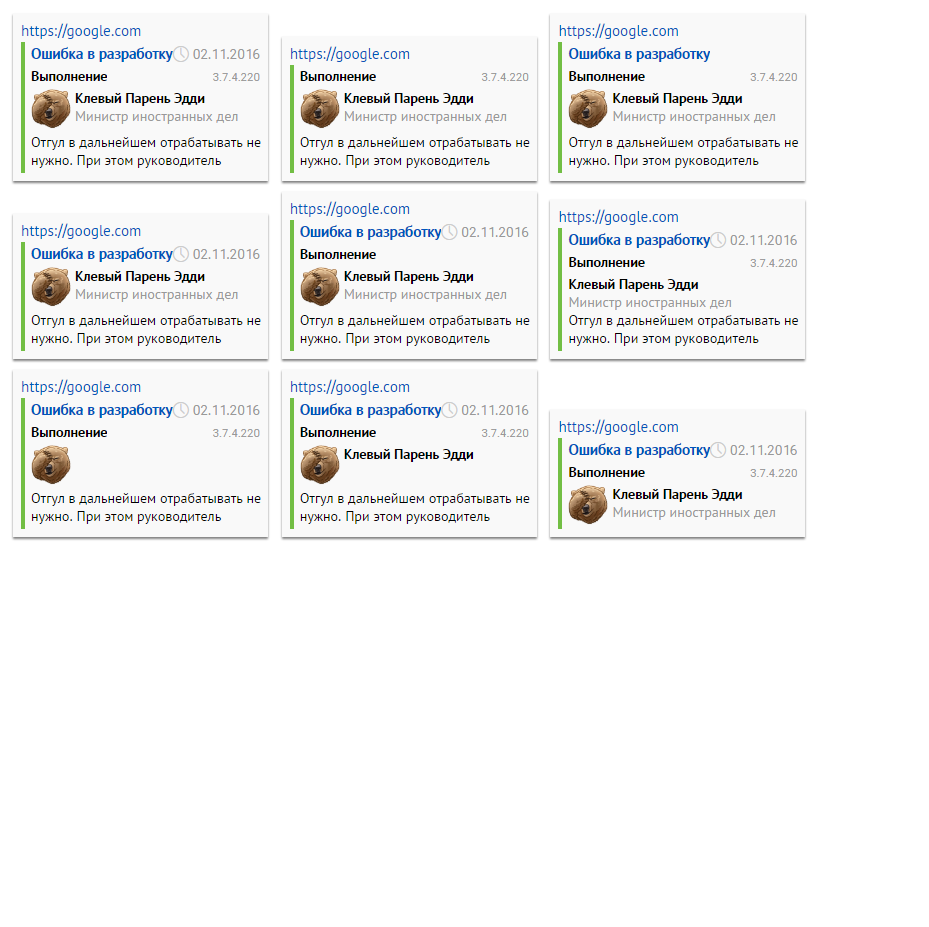 https://google.com
Ошибка в разработку 02.11.2016
Выполнение 3.7.4.220
Клевый Парень Эдди
Министр иностранных дел
Отгул в дальнейшем отрабатывать не
нужно. При этом руководитель
https://google.com
Выполнение 3.7.4.220
Клевый Парень Эдди
Министр иностранных дел
Отгул в дальнейшем отрабатывать не
нужно. При этом руководитель
https://google.com
Ошибка в разработку
Выполнение 3.7.4.220
Клевый Парень Эдди
Министр иностранных дел
Отгул в дальнейшем отрабатывать не
нужно. При этом руководитель
https://google.com
Ошибка в разработку 02.11.2016
Клевый Парень Эдди
Министр иностранных дел
Отгул в дальнейшем отрабатывать не
нужно. При этом руководитель
https://google.com
Ошибка в разработку 02.11.2016
Выполнение
Клевый Парень Эдди
Министр иностранных дел
Отгул в дальнейшем отрабатывать не
нужно. При этом руководитель
https://google.com
Ошибка в разработку 02.11.2016
Выполнение 3.7.4.220
Клевый Парень Эдди
Министр иностранных дел
Отгул в дальнейшем отрабатывать не
нужно. При этом руководитель
https://google.com
Ошибка в разработку 02.11.2016
Выполнение 3.7.4.220
Отгул в дальнейшем отрабатывать не
нужно. При этом руководитель
https://google.com
Ошибка в разработку 02.11.2016
Выполнение 3.7.4.220
Клевый Парень Эдди
Отгул в дальнейшем отрабатывать не
нужно. При этом руководитель
https://google.com
Ошибка в разработку 02.11.2016
Выполнение 3.7.4.220
Клевый Парень Эдди
Министр иностранных дел